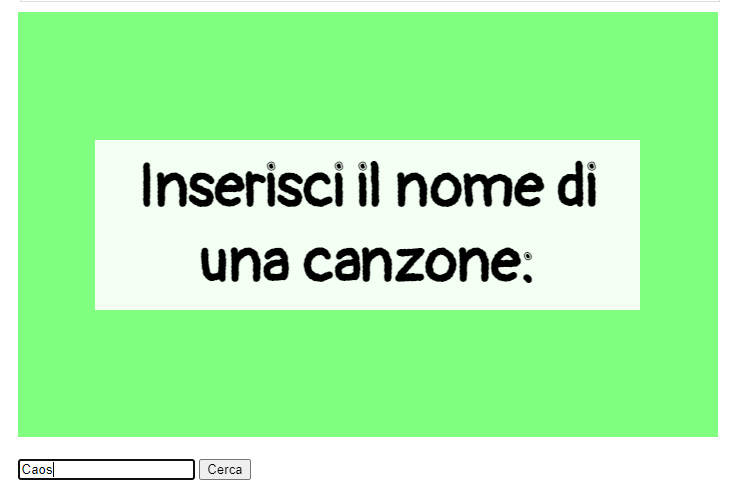 Inserisci il nome di
una canzone:
Caos Cerca